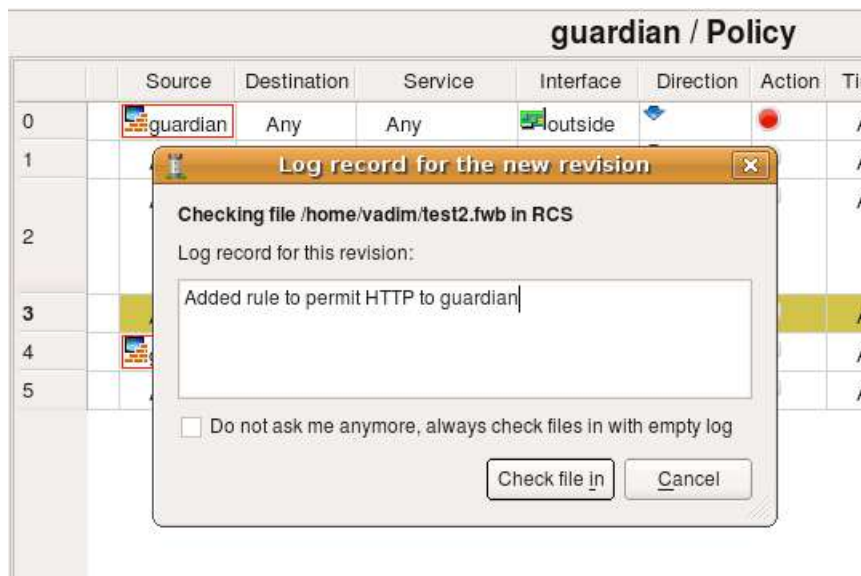 guardian / Policy
Source Destination Service Interface Direction Action
0 guardian Any Any outside
1
Log record for the new revision
Checking file /home/vadim/test2.fwb in RCS
2
Log record for this revision:
Added rule to permit HTTP to guardian
3
4
5
Do not ask me anymore, always check files in with empty log
Check file in Cancel